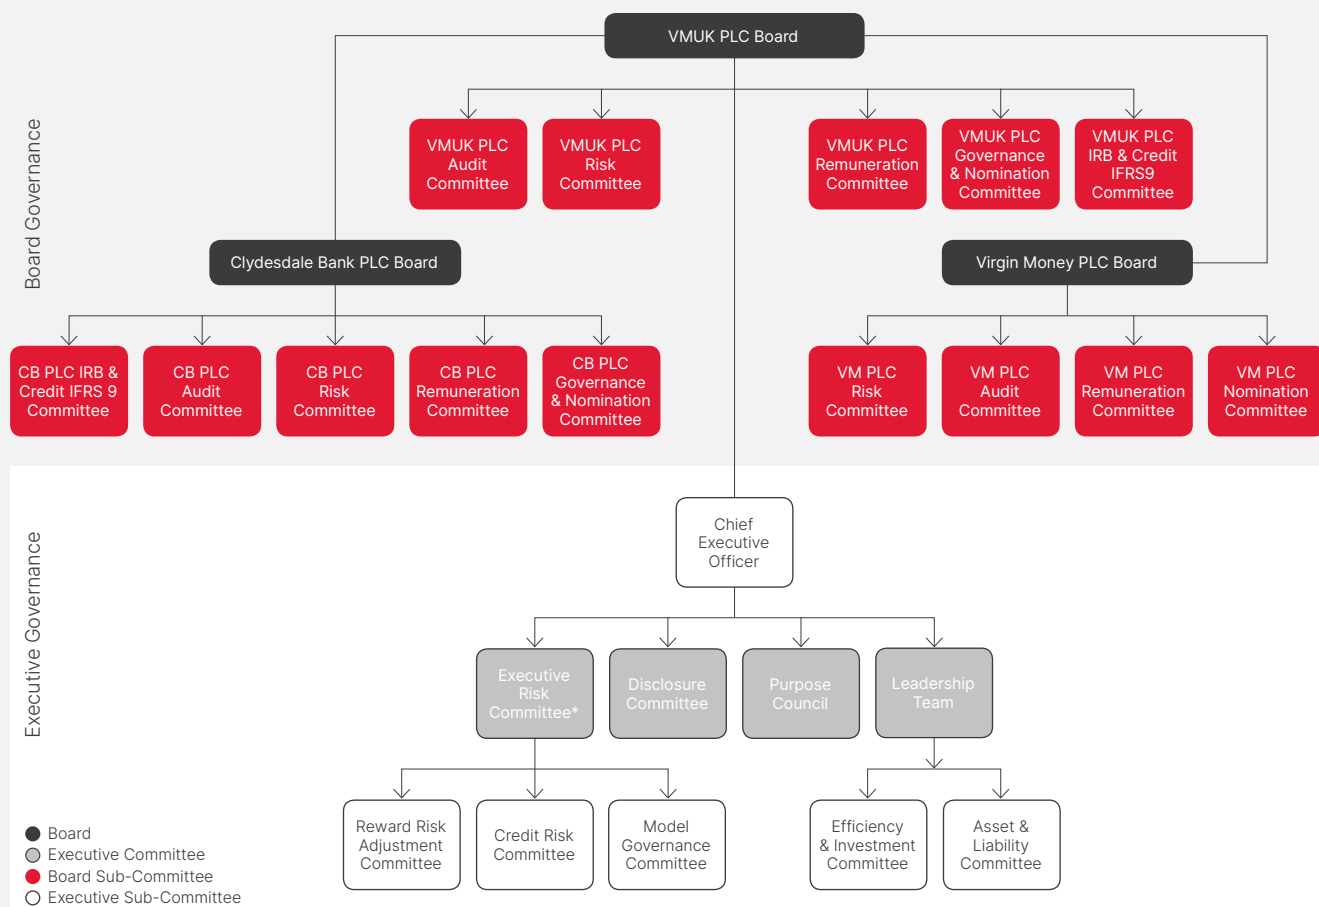 VMUK PLC Board
Board Governance
VMUK PLC
Audit
Committee
VMUK PLC
Risk
Committee
VMUK PLC
Remuneration
Committee
VMUK PLC
Governance
& Nomination
Committee
VMUK PLC
IRB & Credit
IFRS9
Committee
Clydesdale Bank PLC Board
Virgin Money PLC Board
CB PLC IRB &
Credit IFRS 9
Committee
CB PLC
Audit
Committee
CB PLC
Risk
Committee
CB PLC
Remuneration
Committee
CB PLC
Governance
& Nomination
Committee
VM PLC
Risk
Committee
VM PLC
Audit
Committee
VM PLC
Remuneration
Committee
VM PLC
Nomination
Committee
Executive Governance
Chief
Executive
Officer
Executive
Risk
Committee*
Disclosure
Committee
Purpose
Council
Leadership
Team
Reward Risk
Adjustment
Committee
Credit Risk
Committee
Model
Governance
Committee
Efficiency
& Investment
Committee
Asset &
Liability
Committee
Board
Executive Committee
Board Sub-Committee
Executive Sub-Committee